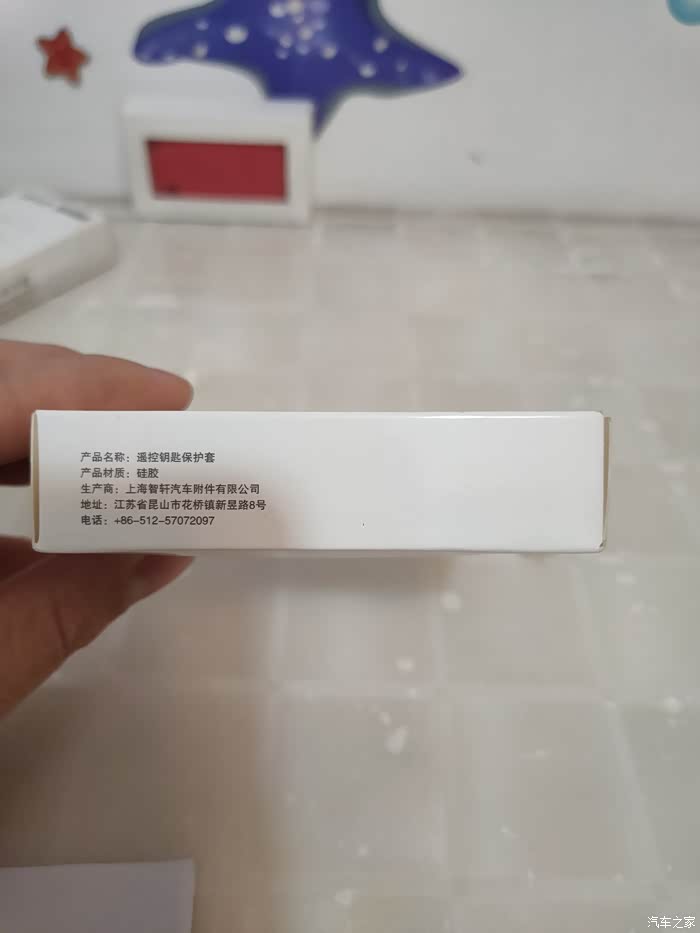 产品名称：遥控钥匙保护套
产品材质：硅胶
生产商：上海智轩汽车附件有限公司
地址：江苏省昆山市花桥镇新昱路8号
电话：+86-512-57072097
汽车之家